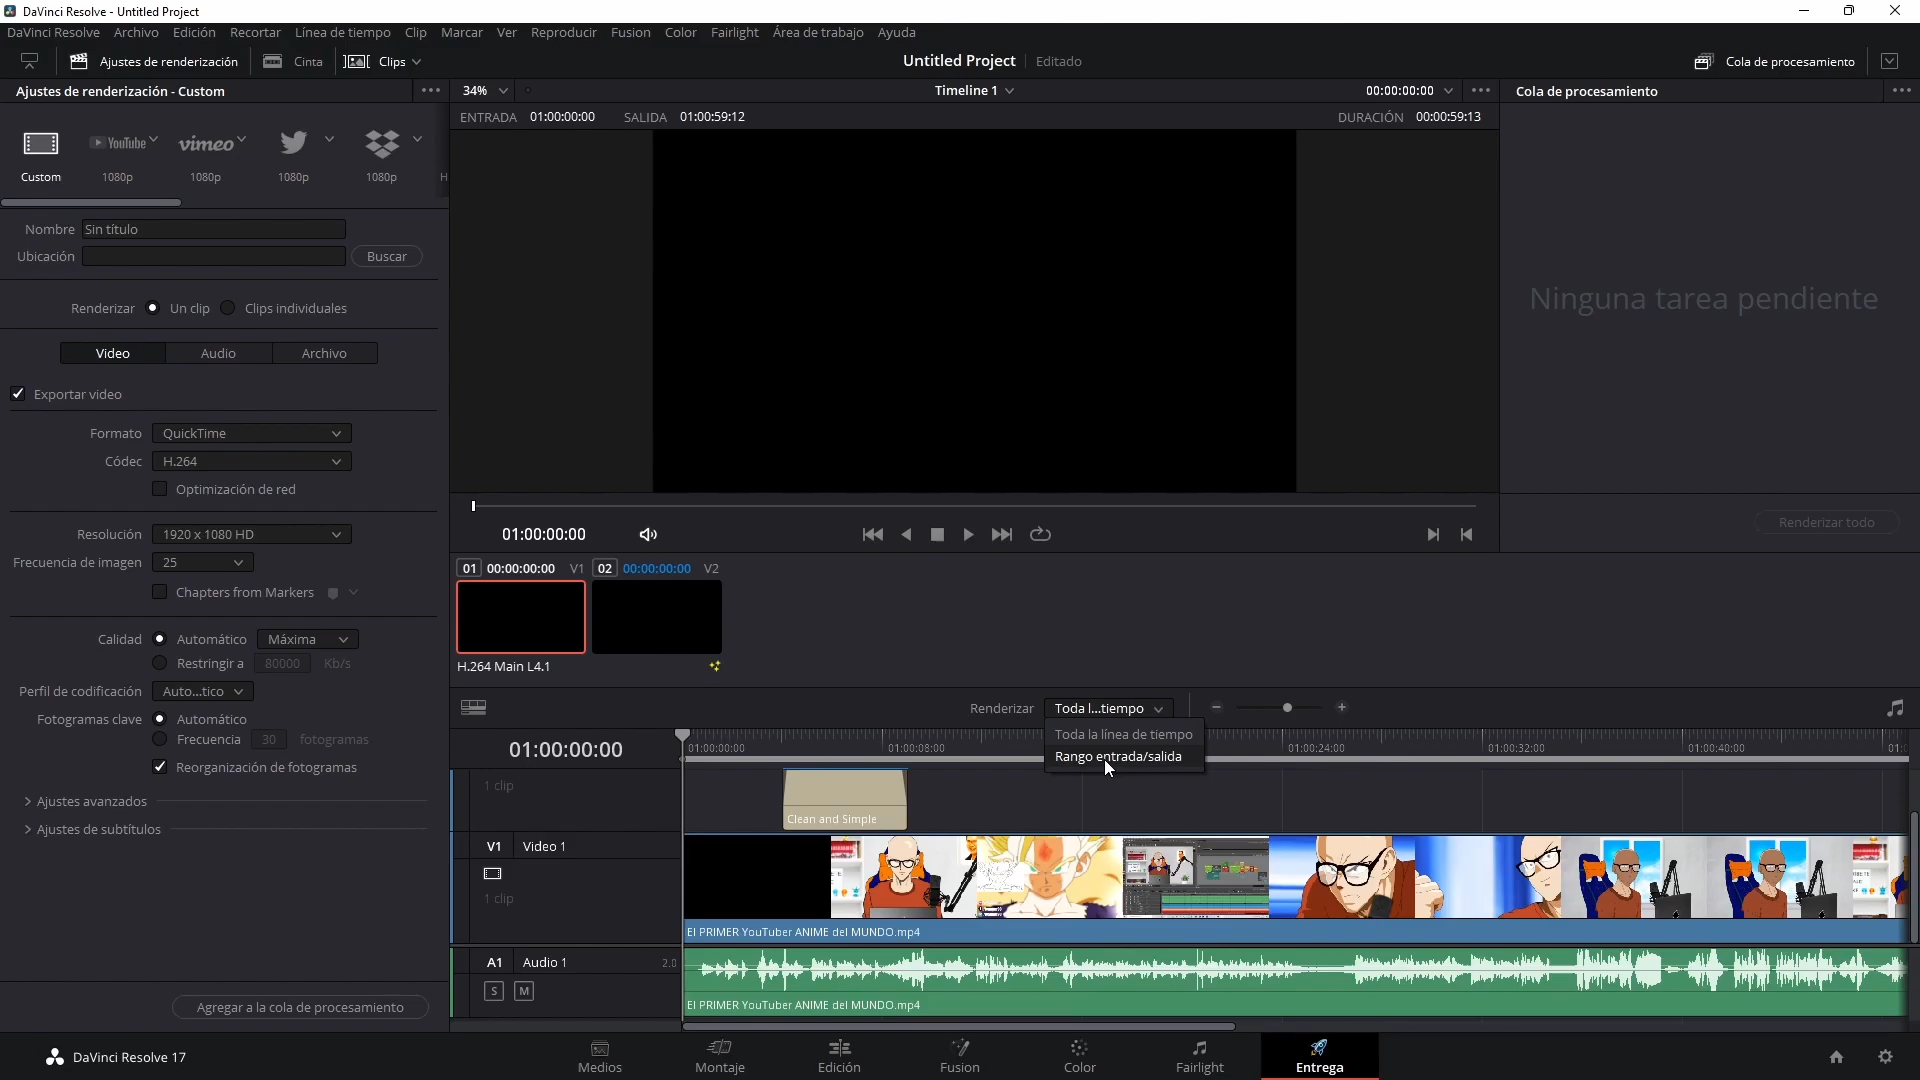 DaVinci Resolve - Untitled Project
DaVinci Resolve Archivo Edición Recortar Línea de tiempo Clip Marcar Ver Reproducir Fusion Color Fairlight Área de trabajo Ayuda
Ajustes de renderización Cinta Clips Untitled Project Editado Cola de procesamiento
Ajustes de renderización - Custom 34% Timeline 1 00:00:00:00 Cola de procesamiento
ENTRADA 01:00:00:00 SALIDA 01:00:59:12 DURACIÓN 00:00:59:13
YouTube vimeo
Custom 1080p 1080p 1080p 1080p H
Nombre Sin título
Ubicación Buscar
Renderizar Un clip Clips individuales
Video Audio Archivo
Exportar video
Formato QuickTime
Códec H.264
Optimización de red
Resolución 1920 x 1080 HD
Frecuencia de imagen 25
Chapters from Markers
Calidad Automático Máxima
Restringir a 80000 Kb/s
Perfil de codificación Auto...tico
Fotogramas clave Automático
Frecuencia 30 fotogramas
Reorganización de fotogramas
Ajustes avanzados
Ajustes de subtítulos
Agregar a la cola de procesamiento
Ninguna tarea pendiente
Renderizar todo
01:00:00:00
01 00:00:00:00 V1 02 00:00:00:00 V2
H.264 Main L4.1
Renderizar Toda l...tiempo
Toda la línea de tiempo
Rango entrada/salida
01:00:00:00 01:00:00:00 01:00:08:00 01:00:24:00 01:00:32:00 01:00:40:00
1 clip
Clean and Simple
V1 Video 1
1 clip
El PRIMER YouTuber ANIME del MUNDO.mp4
A1 Audio 1 2.0
S M
El PRIMER YouTuber ANIME del MUNDO.mp4
DaVinci Resolve 17 Medios Montaje Edición Fusion Color Fairlight Entrega